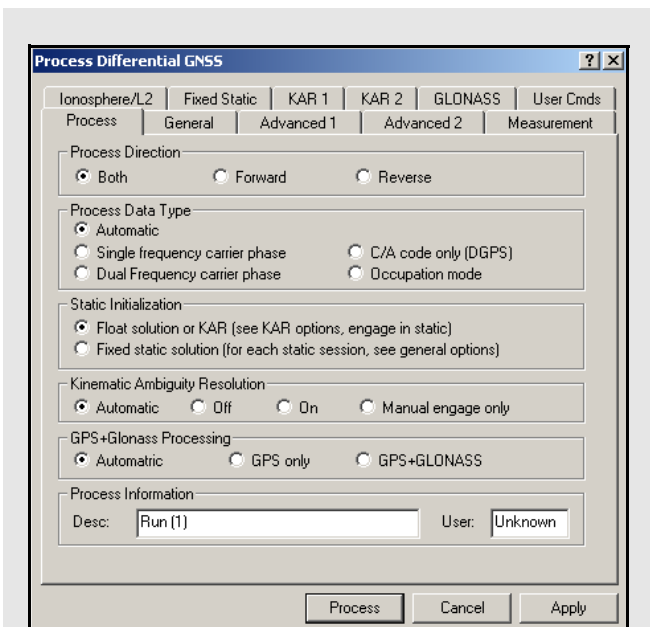 Process Differential GNSS
Ionosphere/L2 Fixed Static KAR 1 KAR 2 GLONASS User Cmds
Process General Advanced 1 Advanced 2 Measurement
Process Direction
Both Forward Reverse
Process Data Type
Automatic
Single frequency carrier phase C/A code only (DGPS)
Dual Frequency carrier phase Occupation mode
Static Initialization
Float solution or KAR (see KAR options, engage in static)
Fixed static solution (for each static session, see general options)
Kinematic Ambiguity Resolution
Automatic Off On Manual engage only
GPS+Glonass Processing
Automatric GPS only GPS+GLONASS
Process Information
Desc: Run (1) User: Unknown
Process Cancel Apply